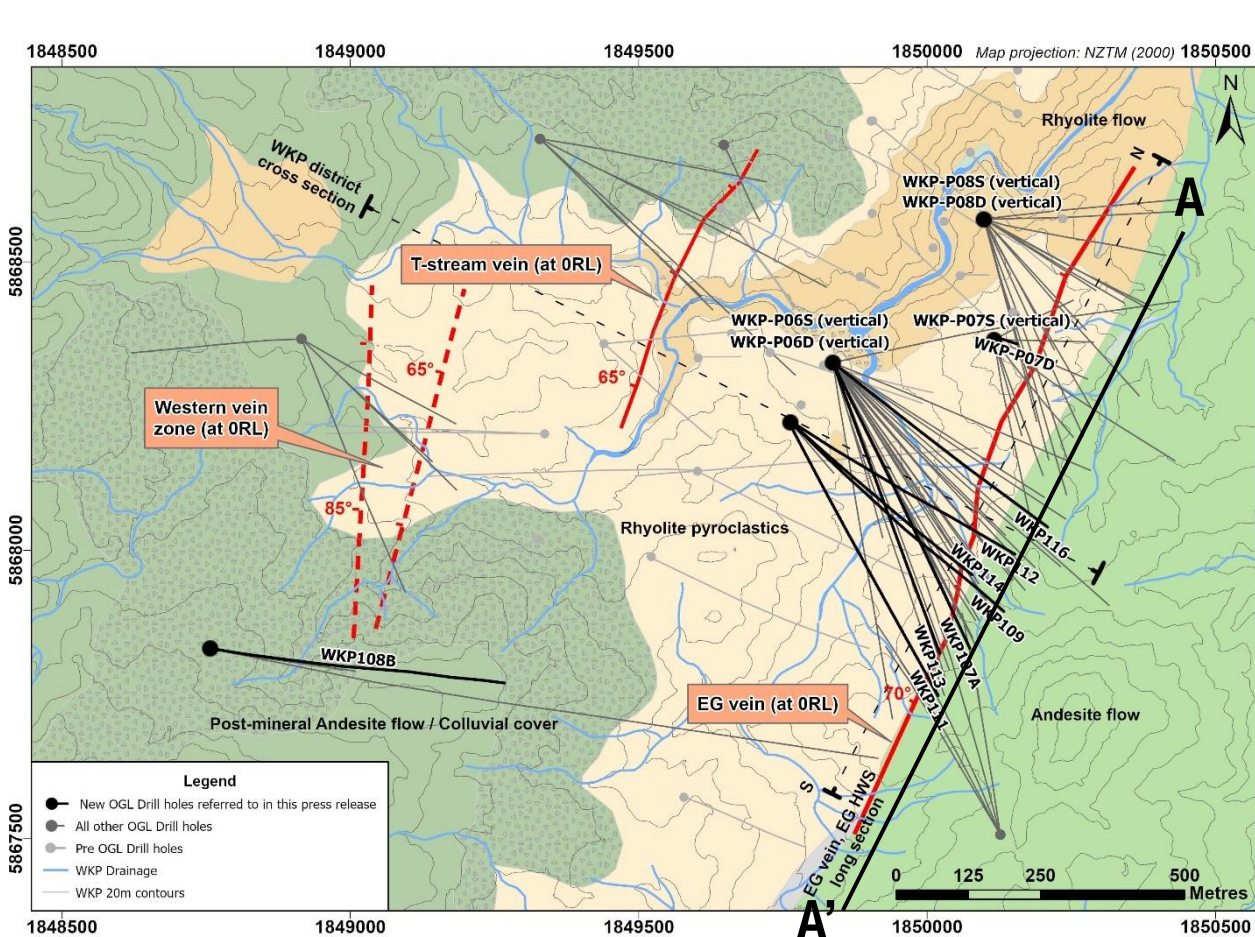 1848500
1849000
1849500
1850000
1850500
Map projection: NZTM (2000)
N
Rhyolite flow
WKP district
cross section
N
A
WKP-P08S (vertical)
WKP-P08D (vertical)
5868500
T-stream vein (at 0RL)
WKP-P06S (vertical)
WKP-P06D (vertical)
WKP-P07S (vertical)
WKP-P07D
65°
65°
Western vein
zone (at 0RL)
85°
Rhyolite pyroclastics
5868000
WKP116
WKP112
WKP114
WKP109
WKP107A
WKP113
WKP111
WKP108B
70°
EG vein (at 0RL)
Post-mineral Andesite flow / Colluvial cover
Andesite flow
S
EG vein, EG HWS
long section
5867500
Legend
New OGL Drill holes referred to in this press release
All other OGL Drill holes
Pre OGL Drill holes
WKP Drainage
WKP 20m contours
0
125
250
500
Metres
A’
1848500
1849000
1849500
1850000
1850500